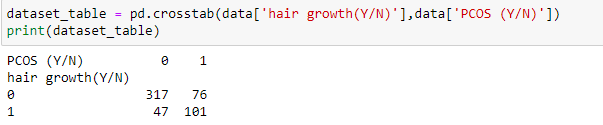 dataset_table = pd.crosstab(data['hair growth(Y/N)'],data['PCOS (Y/N)'])
print(dataset_table)
PCOS (Y/N) 0 1
hair growth(Y/N)
0 317 76
1 47 101